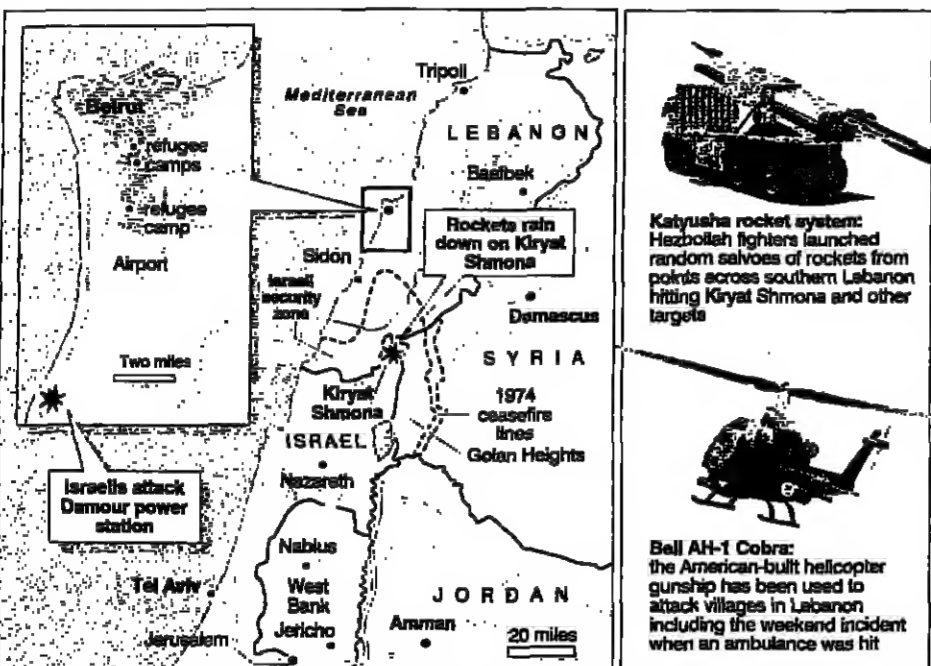 Beirut
refugee
camps
refugee
camp
Airport
Two miles
Israelis attack
Damour power
station
Mediterranean
Sea
Tripoli
LEBANON
Baalbek
Rockets rain
down on Kiryat
Shmona
Sidon
Israeli
security
zone
Damascus
SYRIA
Kiryat
Shmona
1974
ceasefire
lines
Golan Heights
ISRAEL
Nazareth
Nablus
West
Bank
Jericho
Tel Aviv
Jerusalem
JORDAN
Amman
20 miles
Katyusha rocket system:
Hezbollah fighters launched
random salvoes of rockets from
points across southern Lebanon
hitting Kiryat Shmona and other
targets
Bell AH-1 Cobra:
the American-built helicopter
gunship has been used to
attack villages in Lebanon
including the weekend incident
when an ambulance was hit